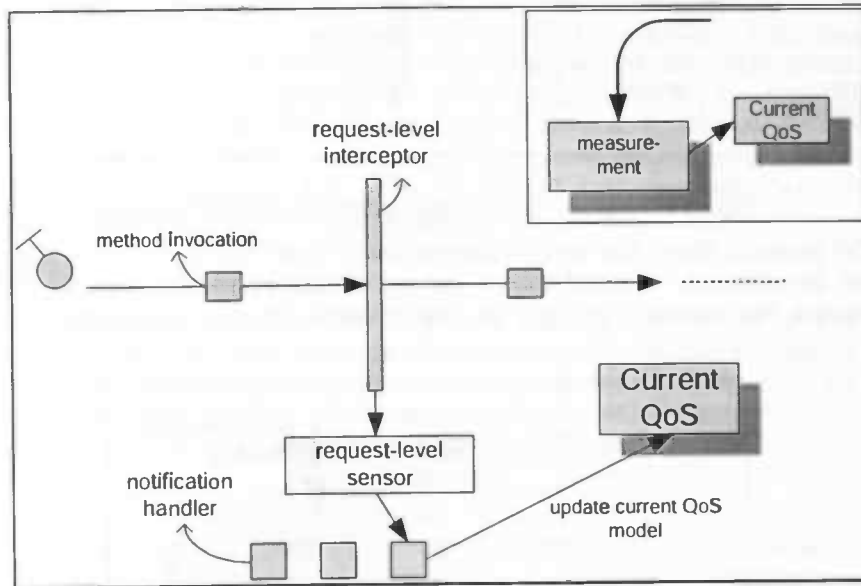 request-level
interceptor
Current
QoS
measure-
ment
method invocation
Current
QoS
request-level
sensor
notification
handler
update current QoS
model